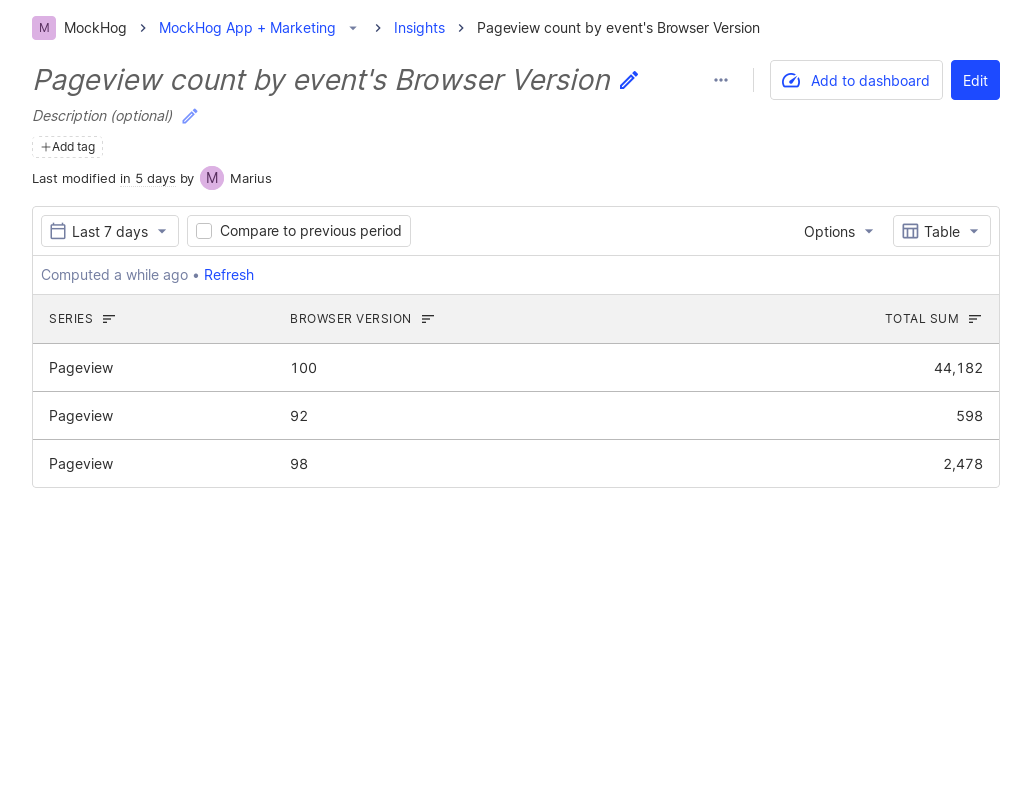 M MockHog MockHog App + Marketing Insights Pageview count by event's Browser Version
Pageview count by event's Browser Version
Add to dashboard Edit
Description (optional)
Add tag
Last modified in 5 days by M Marius
Last 7 days Compare to previous period Options Table
Computed a while ago • Refresh
SERIES BROWSER VERSION TOTAL SUM
Pageview 100 44,182
Pageview 92 598
Pageview 98 2,478